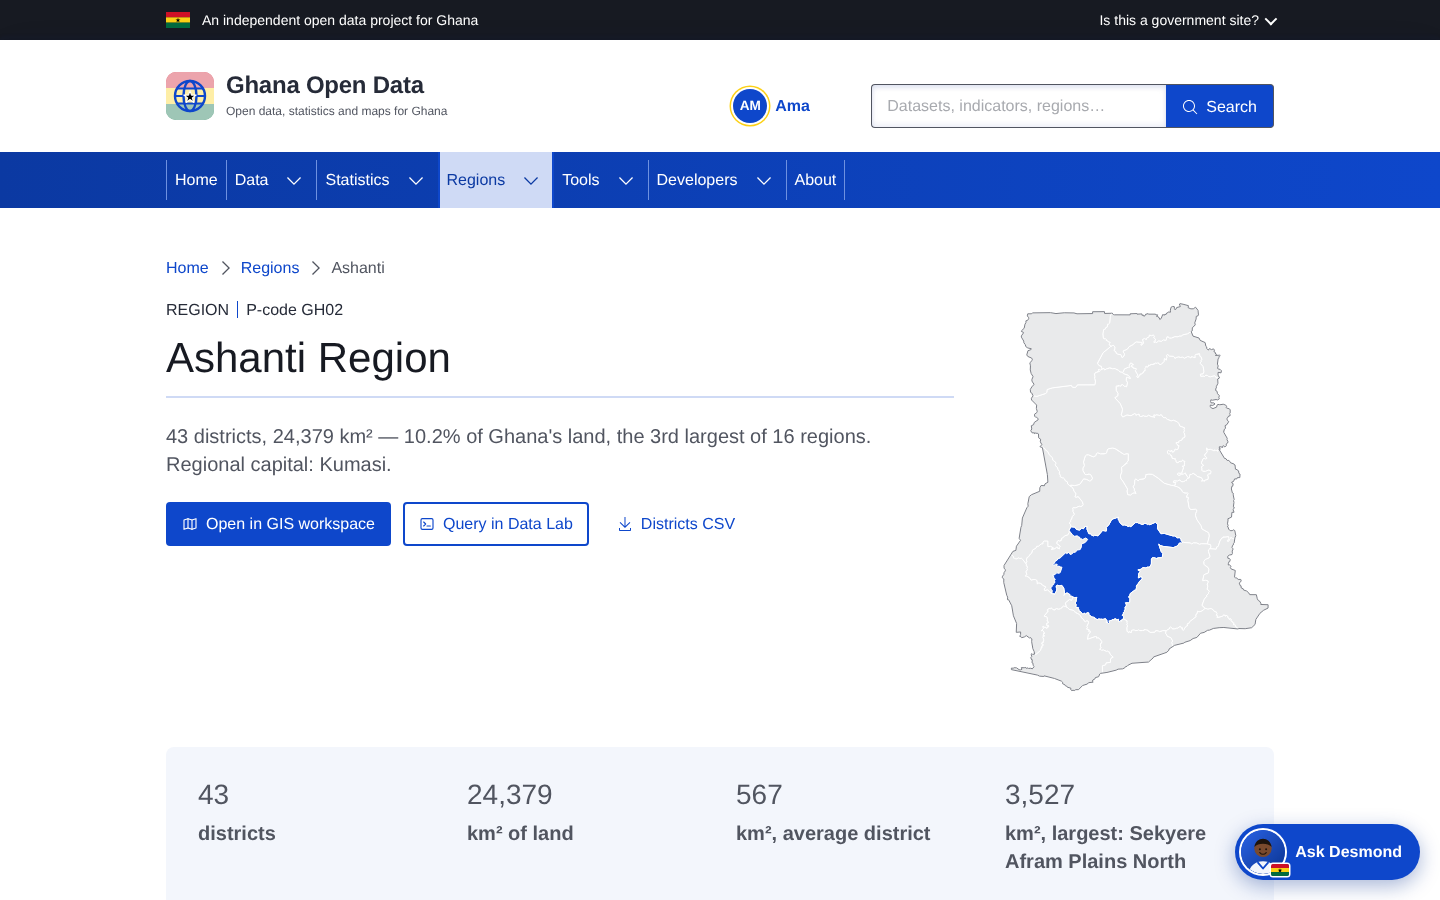 An independent open data project for Ghana
Is this a government site?
Ghana Open Data
Open data, statistics and maps for Ghana
AM
Ama
Datasets, indicators, regions…
Search
Home
Data
Statistics
Regions
Tools
Developers
About
Home
Regions
Ashanti
REGION
P-code GH02
Ashanti Region
43 districts, 24,379 km² — 10.2% of Ghana's land, the 3rd largest of 16 regions.
Regional capital: Kumasi.
Open in GIS workspace
Query in Data Lab
Districts CSV
43
districts
24,379
km² of land
567
km², average district
3,527
km², largest: Sekyere
Afram Plains North
Ask Desmond